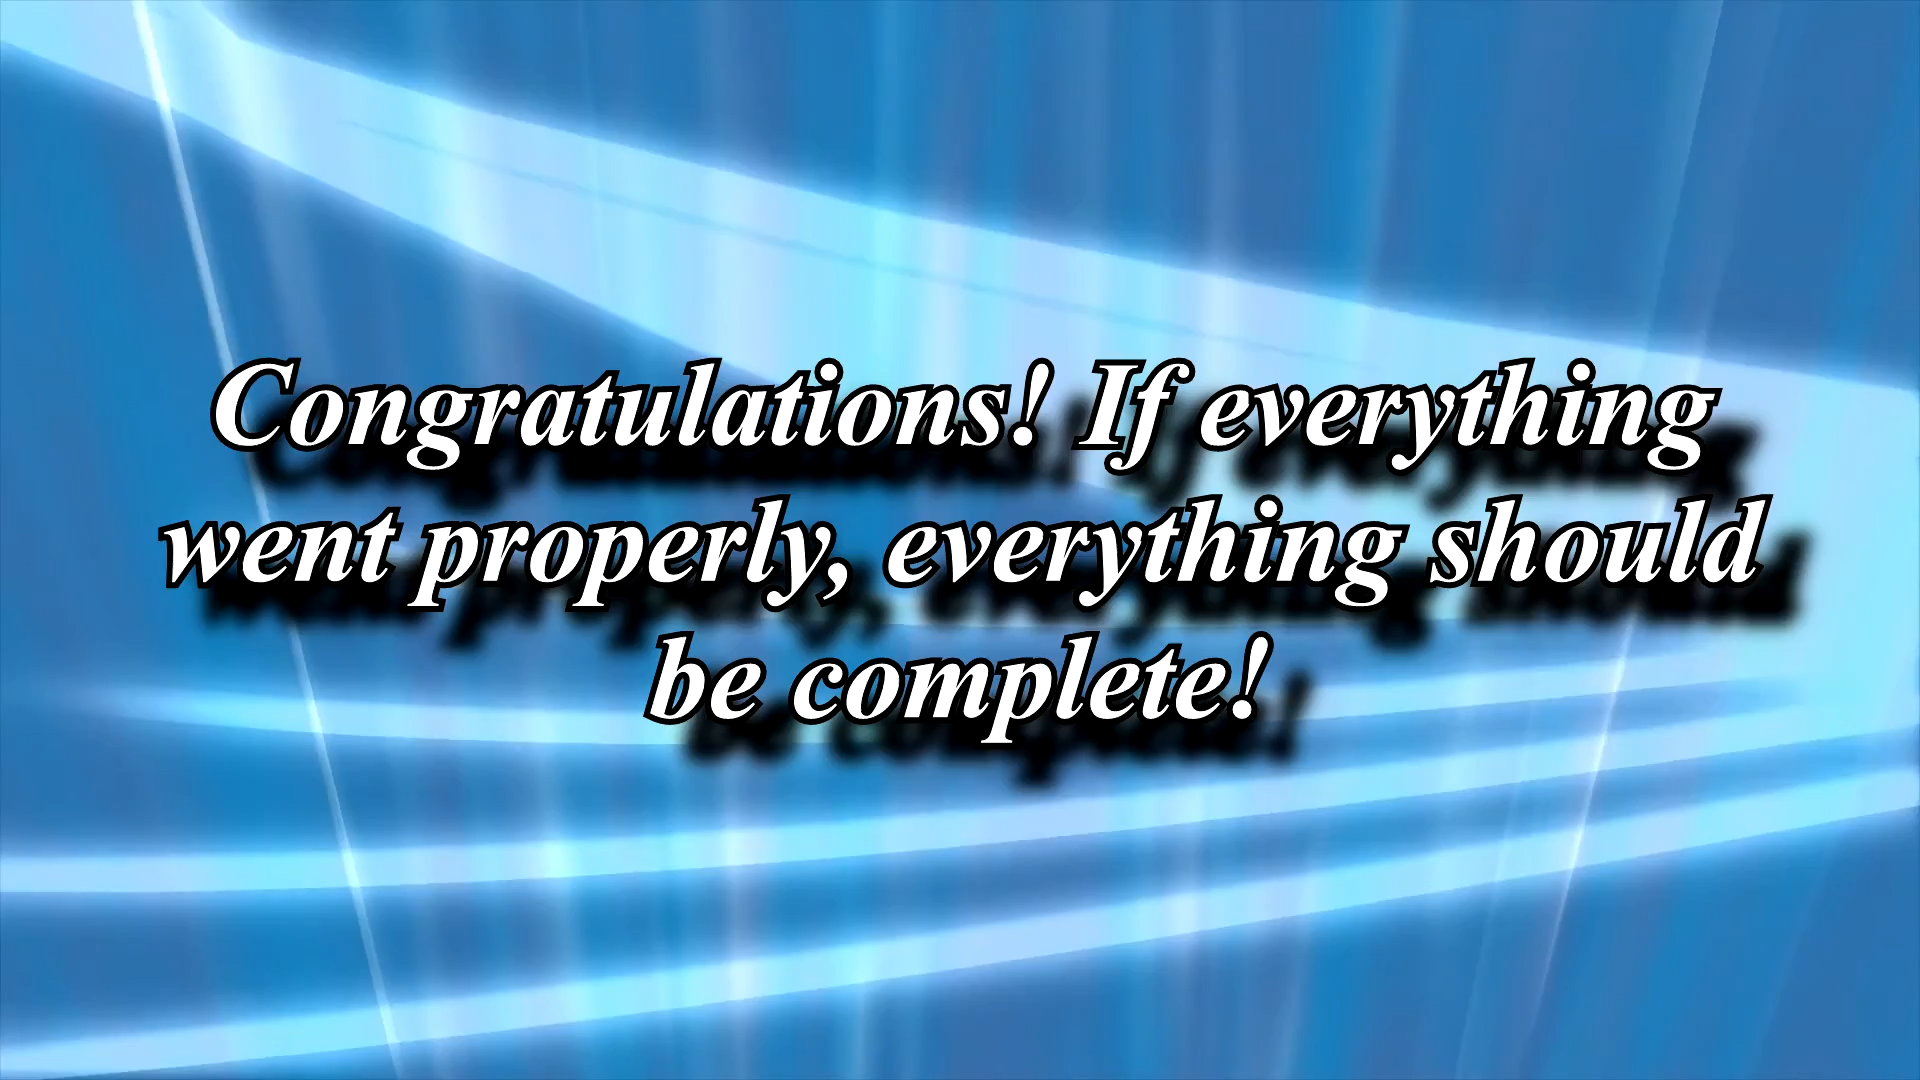 Congratulations! If everything
went properly, everything should
be complete!